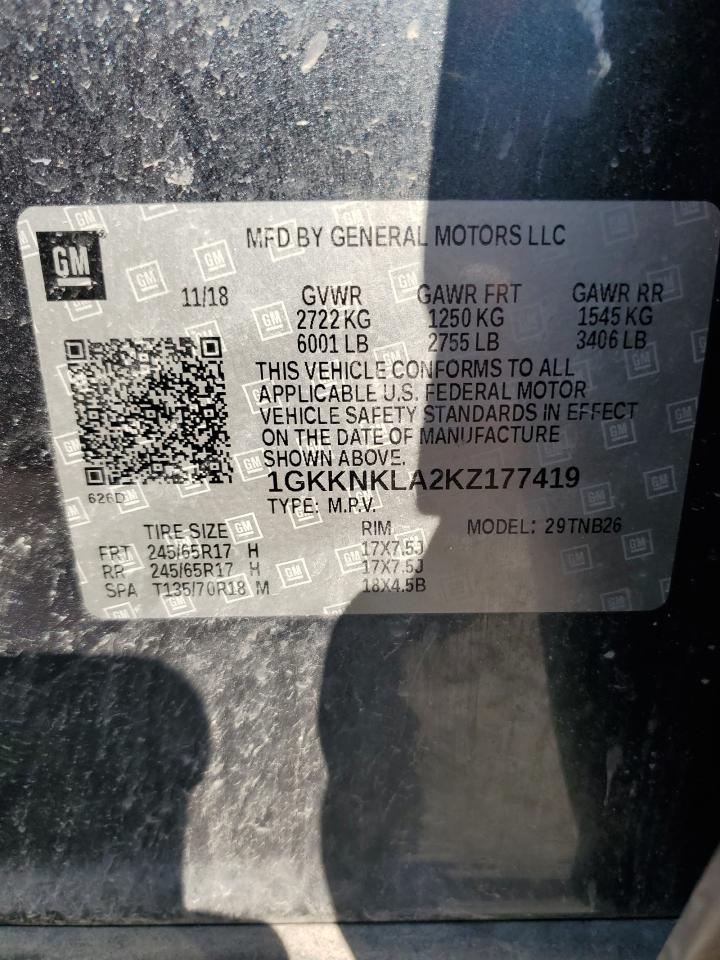 GM
MFD BY GENERAL MOTORS LLC
11/18 GVWR GAWR FRT GAWR RR
2722 KG 1250 KG 1545 KG
6001 LB 2755 LB 3406 LB
THIS VEHICLE CONFORMS TO ALL
APPLICABLE U.S. FEDERAL MOTOR
VEHICLE SAFETY STANDARDS IN EFFECT
ON THE DATE OF MANUFACTURE
SHOWN ABOVE.
1GKKNKLA2KZ177419
626D
TYPE: M.P.V.
TIRE SIZE RIM MODEL: 29TNB26
FRT 245/65R17 H 17X7.5J
RR 245/65R17 H 17X7.5J
SPA T135/70R18 M 18X4.5B